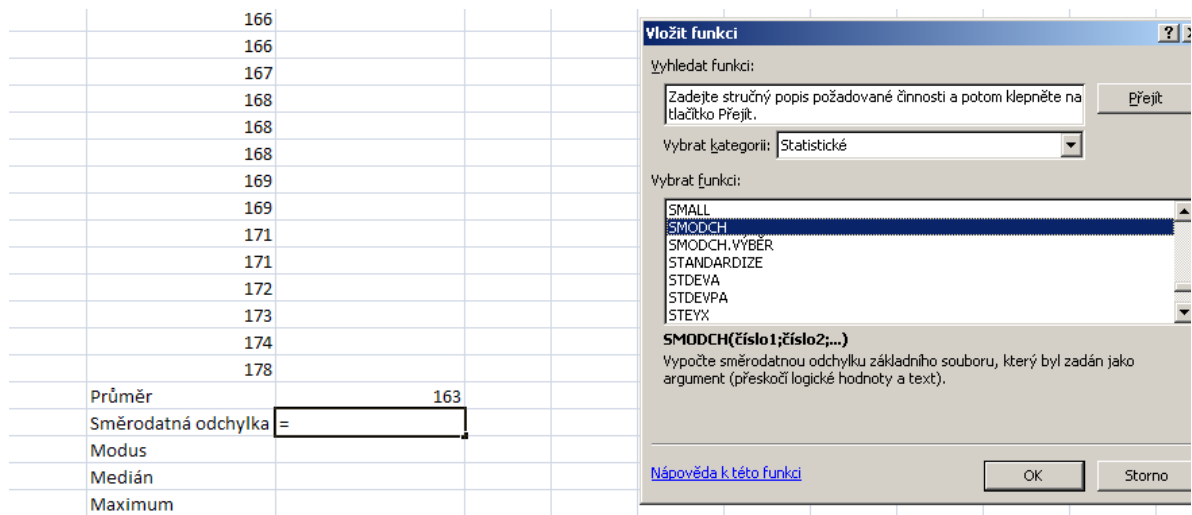 166
166
167
168
168
168
169
169
171
171
172
173
174
178
Průměr 163
Směrodatná odchylka =
Modus
Medián
Maximum
Vložit funkci
Vyhledat funkci:
Zadejte stručný popis požadované činnosti a potom klepněte na
tlačítko Přejít.
Přejít
Vybrat kategorii: Statistické
Vybrat funkci:
SMALL
SMODCH
SMODCH.VÝBĚR
STANDARDIZE
STDEVA
STDEVPA
STEYX
SMODCH(číslo1;číslo2;...)
Vypočte směrodatnou odchylku základního souboru, který byl zadán jako
argument (přeskočí logické hodnoty a text).
Nápověda k této funkci
OK
Storno